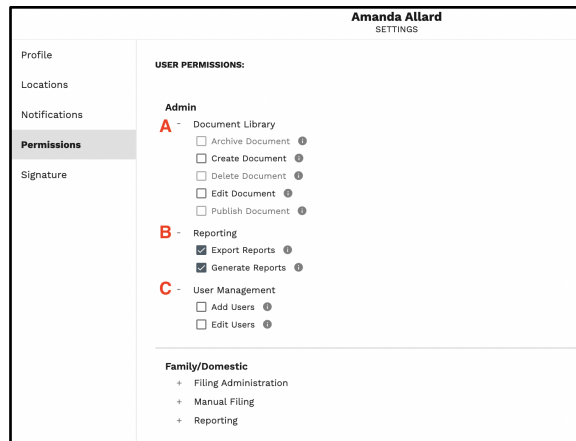 Amanda Allard
SETTINGS
Profile
Locations
Notifications
Permissions
Signature
USER PERMISSIONS:
Admin
A - Document Library
Archive Document i
Create Document i
Delete Document i
Edit Document i
Publish Document i
B - Reporting
Export Reports i
Generate Reports i
C - User Management
Add Users i
Edit Users i
Family/Domestic
+ Filing Administration
+ Manual Filing
+ Reporting